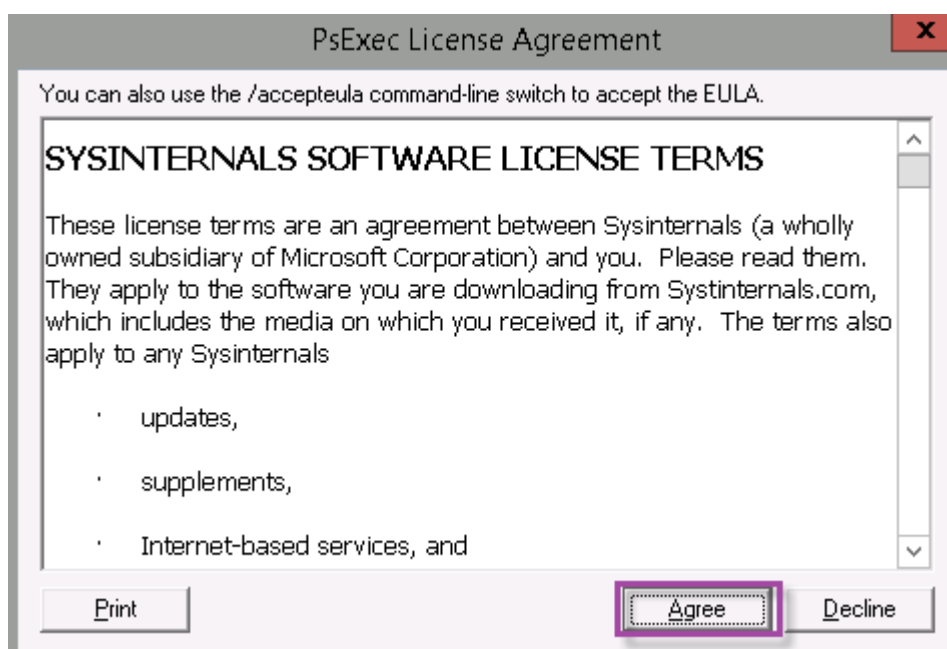 PsExec License Agreement
x
You can also use the /accepteula command-line switch to accept the EULA.
SYSINTERNALS SOFTWARE LICENSE TERMS
These license terms are an agreement between Sysinternals (a wholly
owned subsidiary of Microsoft Corporation) and you.  Please read them.
They apply to the software you are downloading from Systinternals.com,
which includes the media on which you received it, if any.  The terms also
apply to any Sysinternals
· updates,
· supplements,
· Internet-based services, and
Print
Agree
Decline